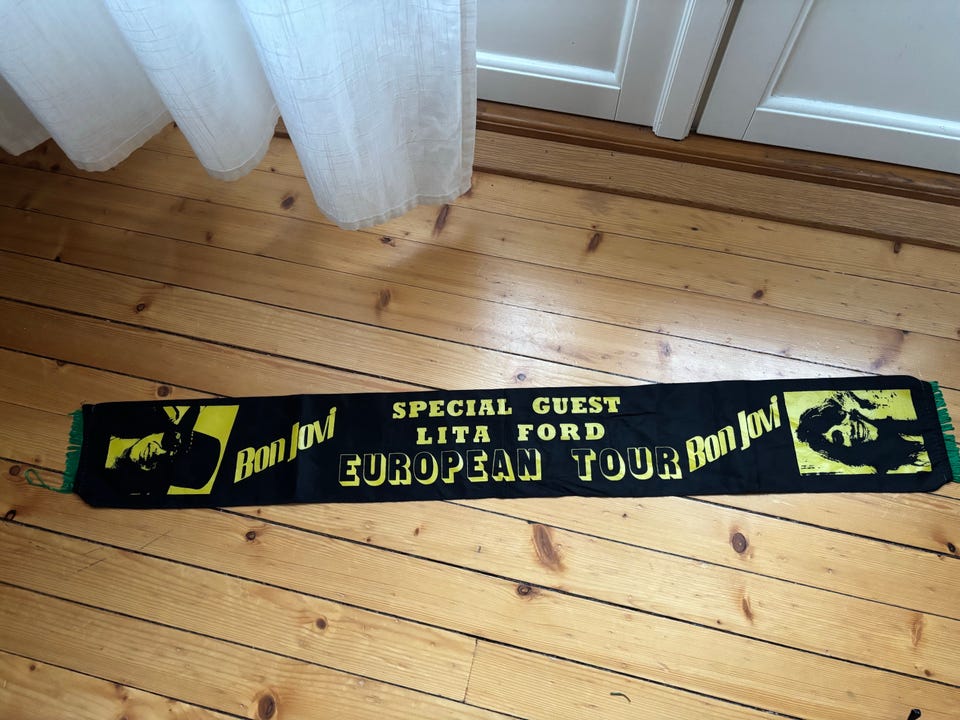 Bon Jovi
SPECIAL GUEST
LITA FORD
EUROPEAN TOUR
Bon Jovi